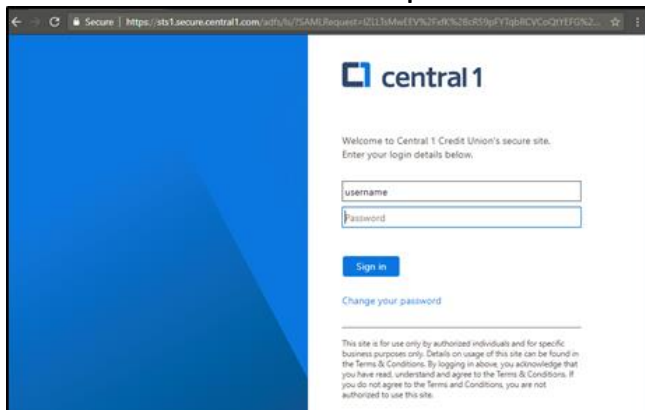 Secure | https://sts1.secure.central1.com/adfs/ls/?SAMLRequest=
central 1
Welcome to Central 1 Credit Union's secure site.
Enter your login details below.
username
Password
Sign in
Change your password
This site is for use only by authorized individuals and for specific
business purposes only. Details on usage of this site can be found in
the Terms & Conditions. By logging in above, you acknowledge that
you have read, understand and agree to the Terms & Conditions. If
you do not agree to the Terms and Conditions, you are not
authorized to use this site.